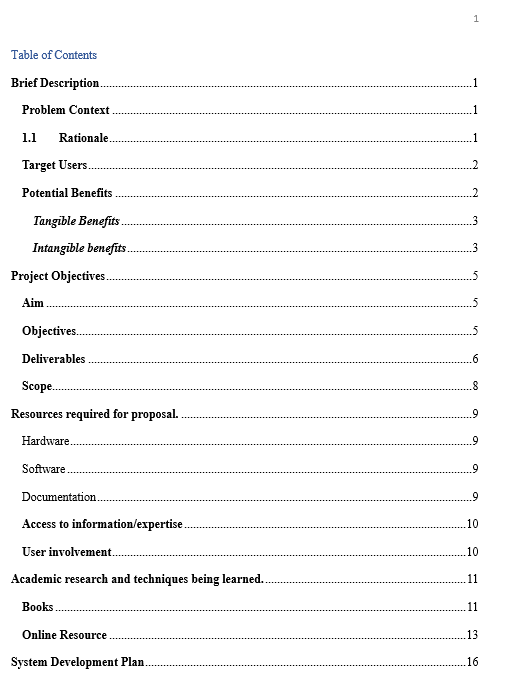 1
Table of Contents
Brief Description........1
Problem Context........1
1.1 Rationale........1
Target Users........2
Potential Benefits........2
Tangible Benefits........3
Intangible benefits........3
Project Objectives........5
Aim........5
Objectives........5
Deliverables........6
Scope........8
Resources required for proposal.........9
Hardware........9
Software........9
Documentation........9
Access to information/expertise........10
User involvement........10
Academic research and techniques being learned.........11
Books........11
Online Resource........13
System Development Plan........16